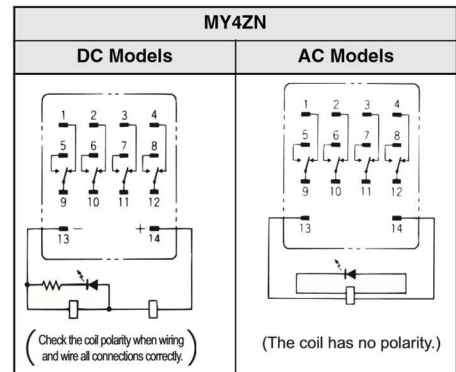 MY4ZN
DC Models
AC Models
1 2 3 4
5 6 7 8
9 10 11 12
13 − + 14
( Check the coil polarity when wiring
and wire all connections correctly. )
1 2 3 4
5 6 7 8
9 10 11 12
13 14
(The coil has no polarity.)